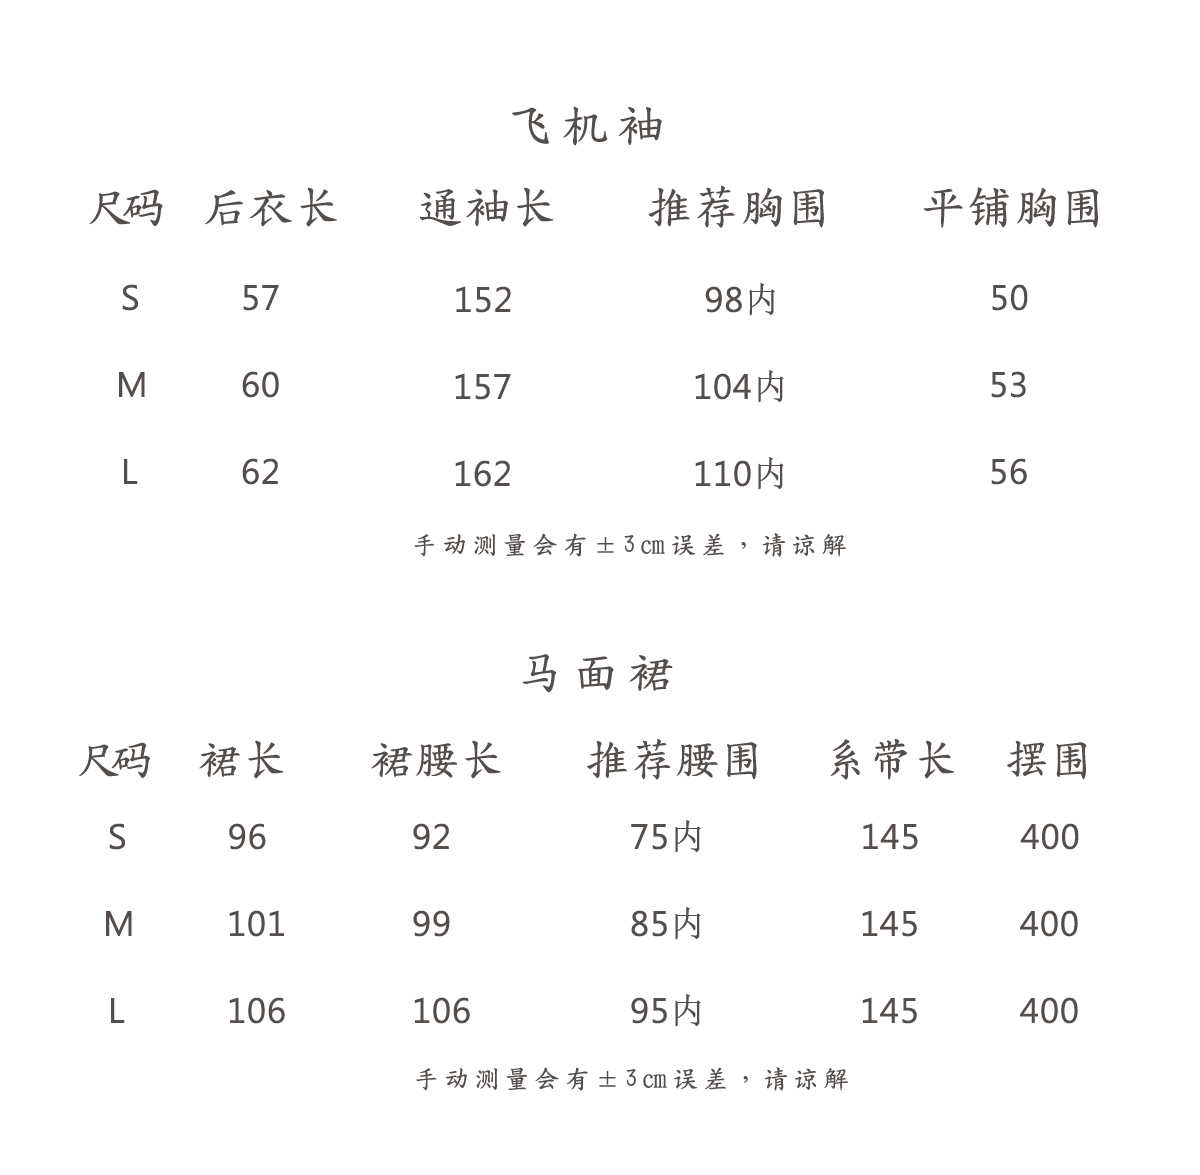 飞机袖
尺码 后衣长 通袖长 推荐胸围 平铺胸围
S 57 152 98内 50
M 60 157 104内 53
L 62 162 110内 56
手动测量会有±3㎝误差，请谅解
马面裙
尺码 裙长 裙腰长 推荐腰围 系带长 摆围
S 96 92 75内 145 400
M 101 99 85内 145 400
L 106 106 95内 145 400
手动测量会有±3㎝误差，请谅解